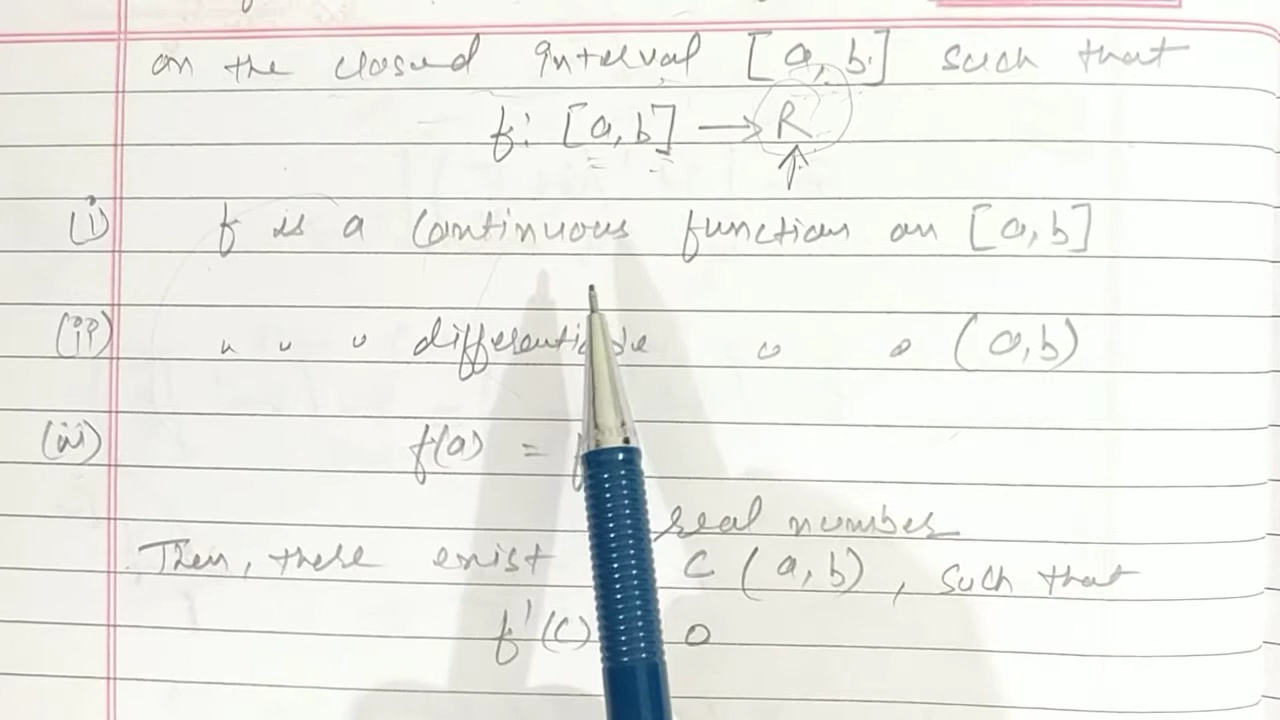 on the closed interval [a, b] such that
f: [a, b] → R
(i) f is a continuous function on [a, b]
(ii) " " " differentiable " " (a, b)
(iii) f(a) =
real number
Then, there exist C (a, b), such that
f'(C) 0